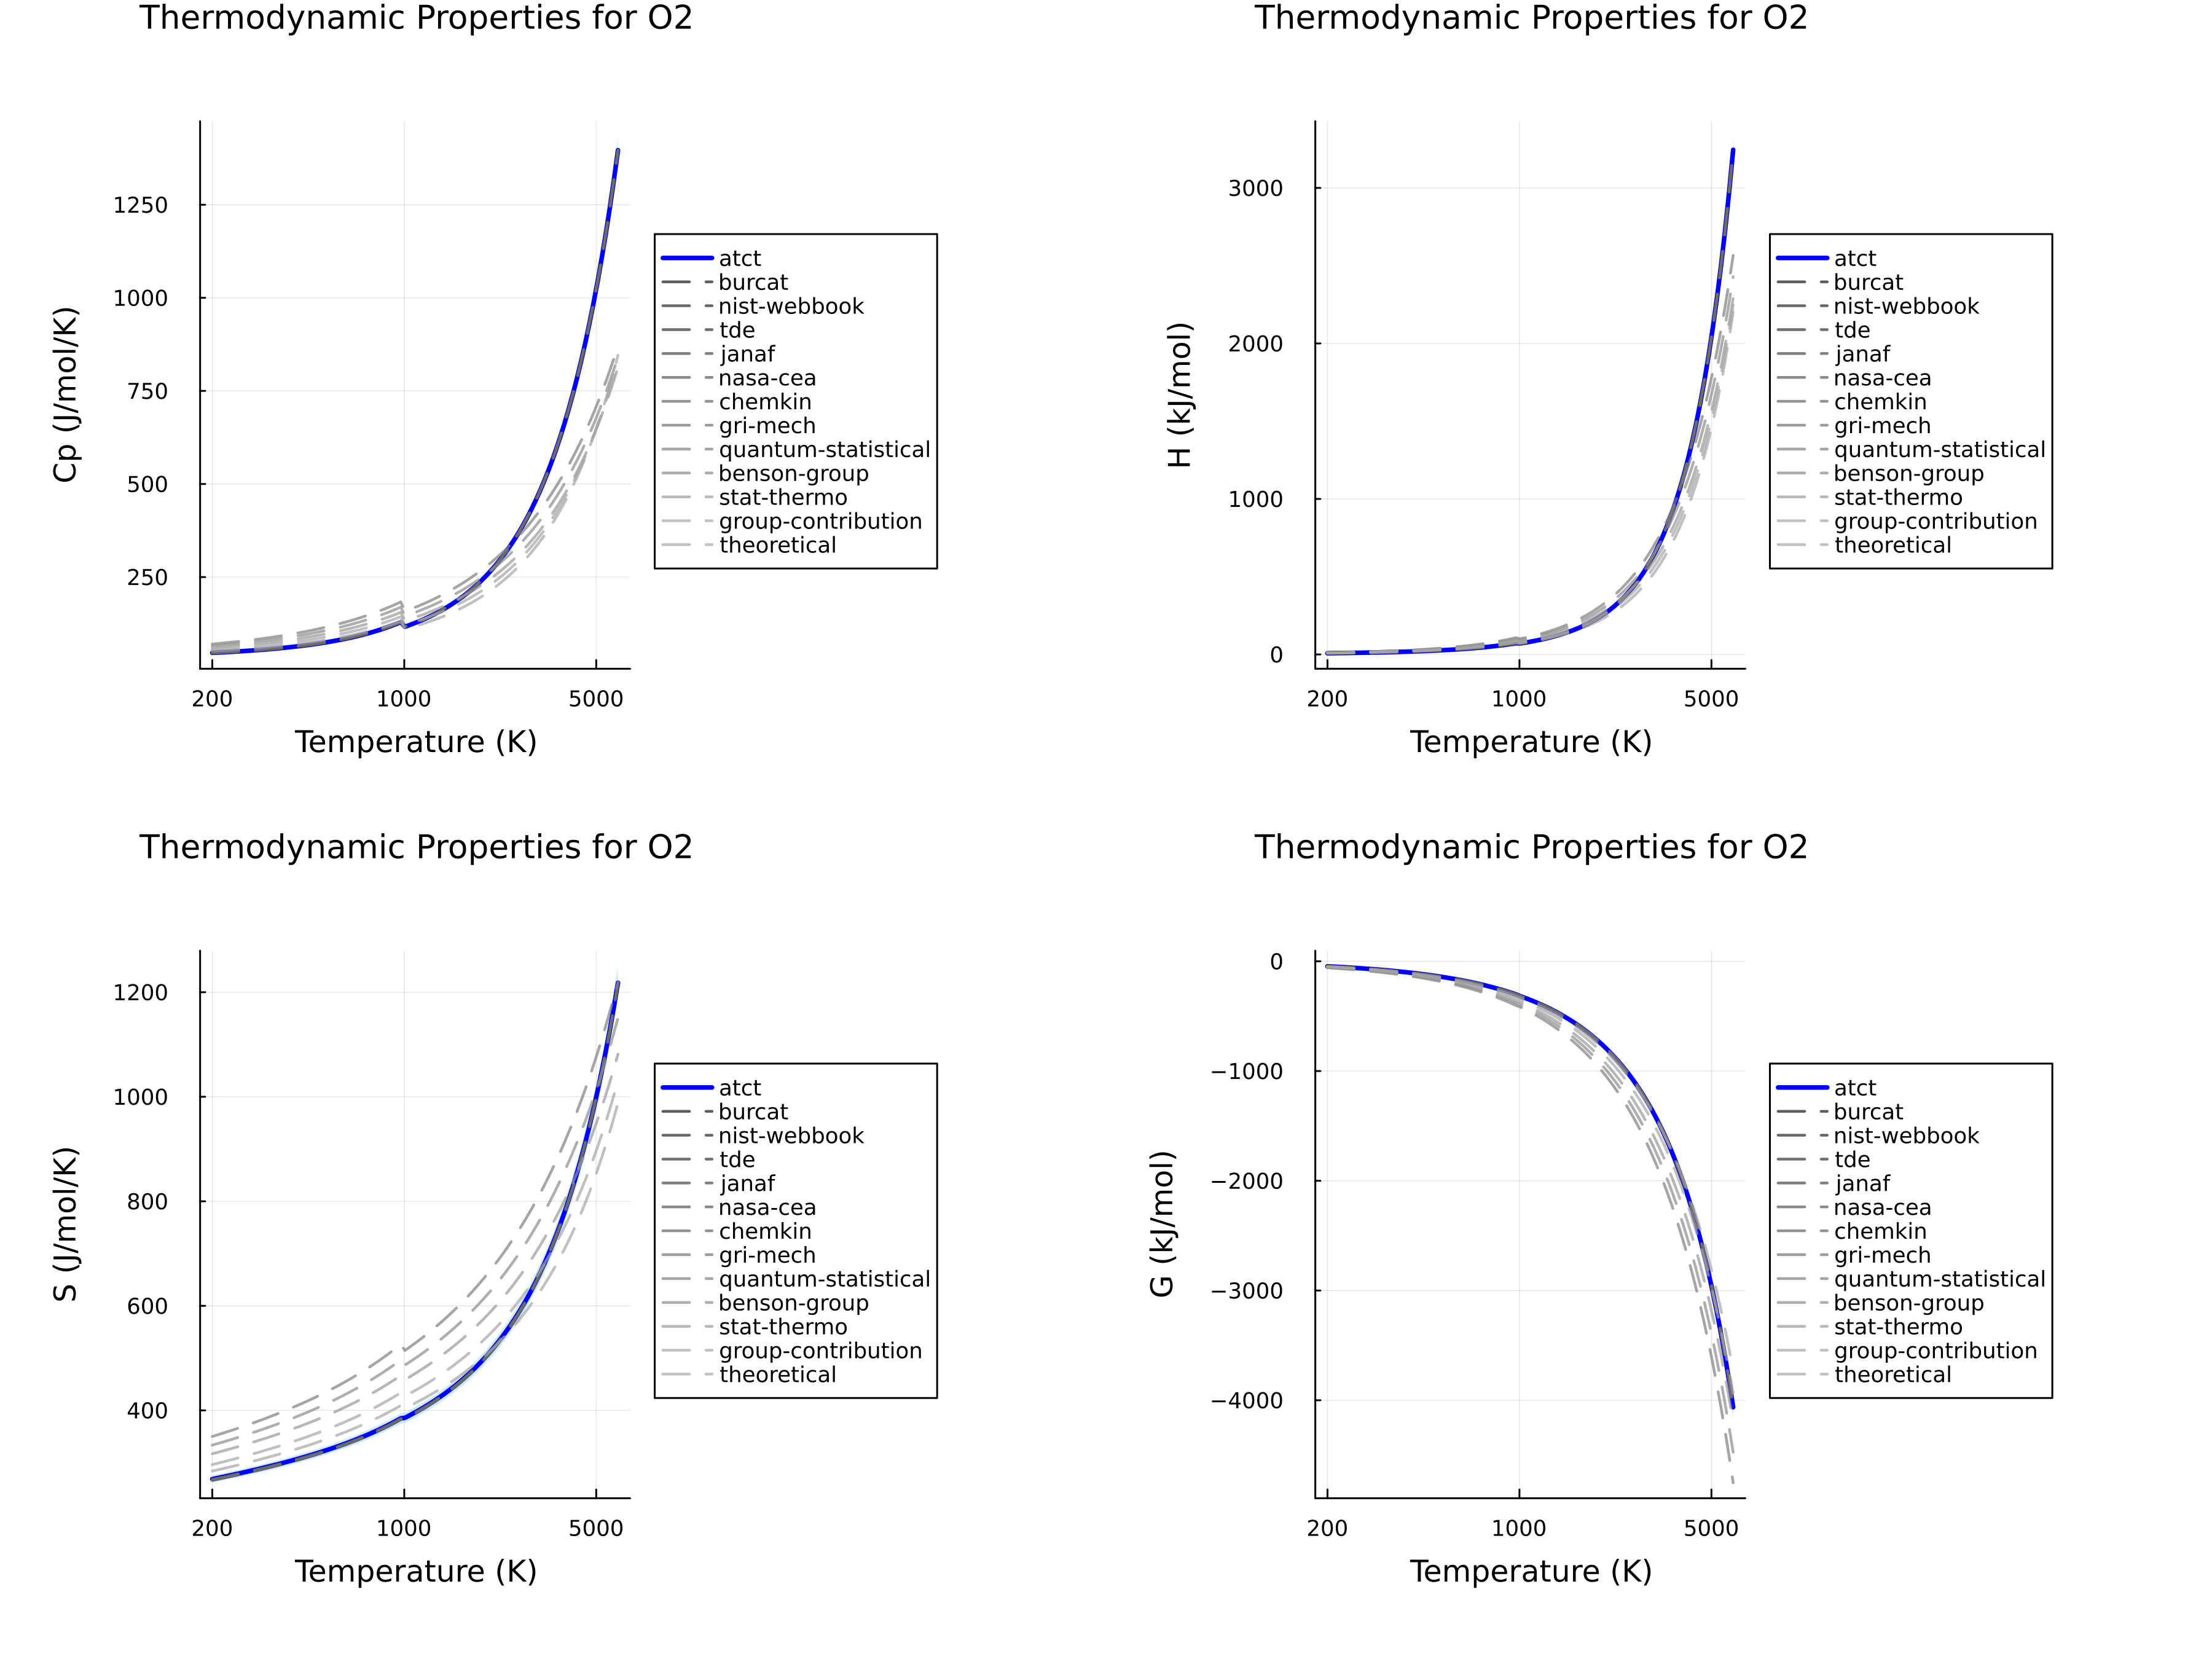 Thermodynamic Properties for O2
Cp (J/mol/K)
1250
1000
750
500
250
200
1000
5000
Temperature (K)
atct
burcat
nist-webbook
tde
janaf
nasa-cea
chemkin
gri-mech
quantum-statistical
benson-group
stat-thermo
group-contribution
theoretical
Thermodynamic Properties for O2
H (kJ/mol)
3000
2000
1000
0
200
1000
5000
Temperature (K)
atct
burcat
nist-webbook
tde
janaf
nasa-cea
chemkin
gri-mech
quantum-statistical
benson-group
stat-thermo
group-contribution
theoretical
Thermodynamic Properties for O2
S (J/mol/K)
1200
1000
800
600
400
200
1000
5000
Temperature (K)
atct
burcat
nist-webbook
tde
janaf
nasa-cea
chemkin
gri-mech
quantum-statistical
benson-group
stat-thermo
group-contribution
theoretical
Thermodynamic Properties for O2
G (kJ/mol)
0
−1000
−2000
−3000
−4000
200
1000
5000
Temperature (K)
atct
burcat
nist-webbook
tde
janaf
nasa-cea
chemkin
gri-mech
quantum-statistical
benson-group
stat-thermo
group-contribution
theoretical